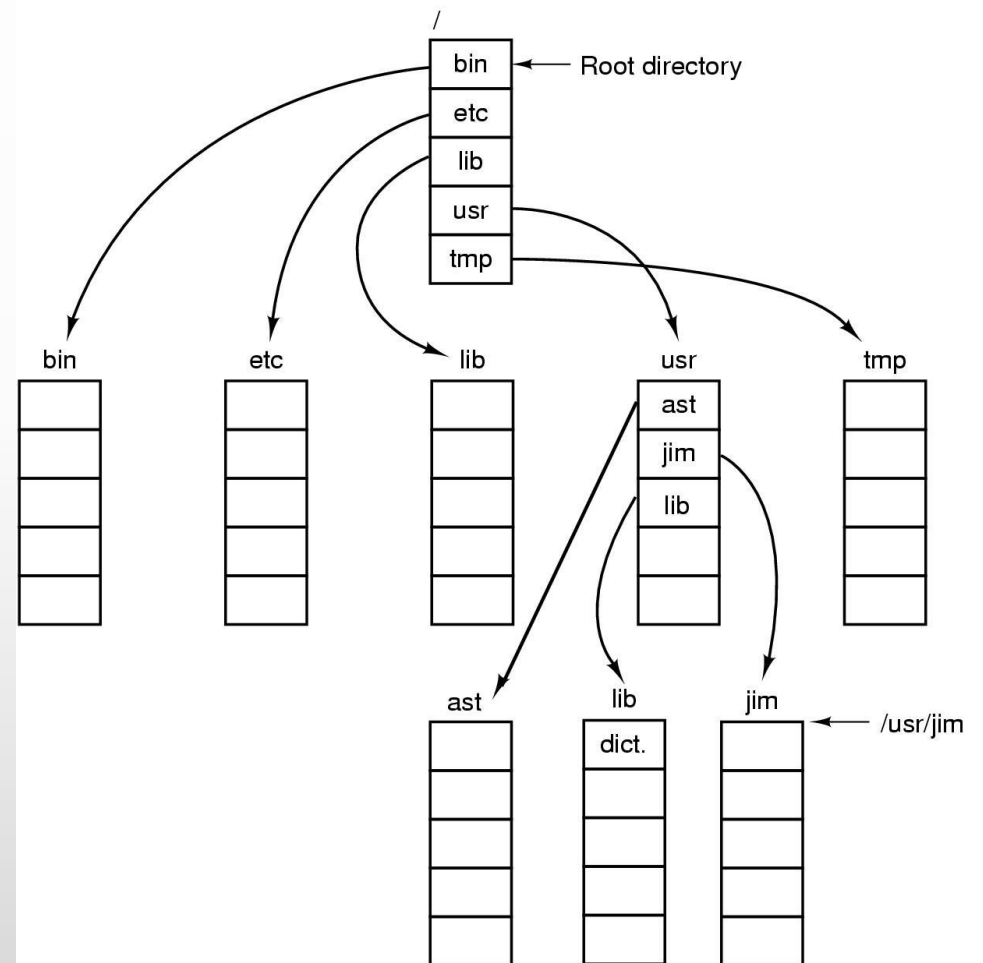 /
bin
Root directory
etc
lib
usr
tmp
bin
etc
lib
usr
tmp
ast
jim
lib
ast
lib
jim
/usr/jim
dict.